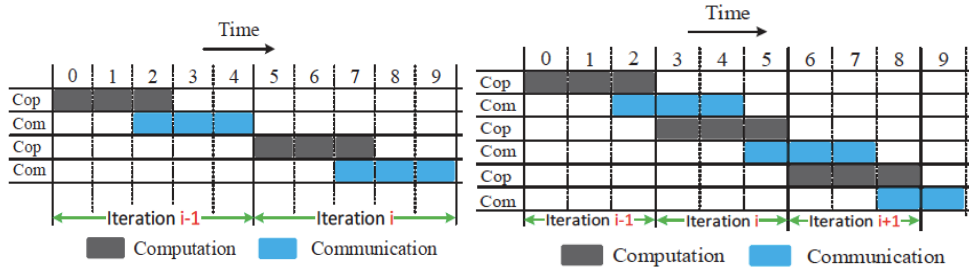 Time
0 1 2 3 4 5 6 7 8 9
Cop
Com
Cop
Com
Iteration i-1 Iteration i
Computation Communication
Time
0 1 2 3 4 5 6 7 8 9
Cop
Com
Cop
Com
Cop
Com
Iteration i-1 Iteration i Iteration i+1
Computation Communication